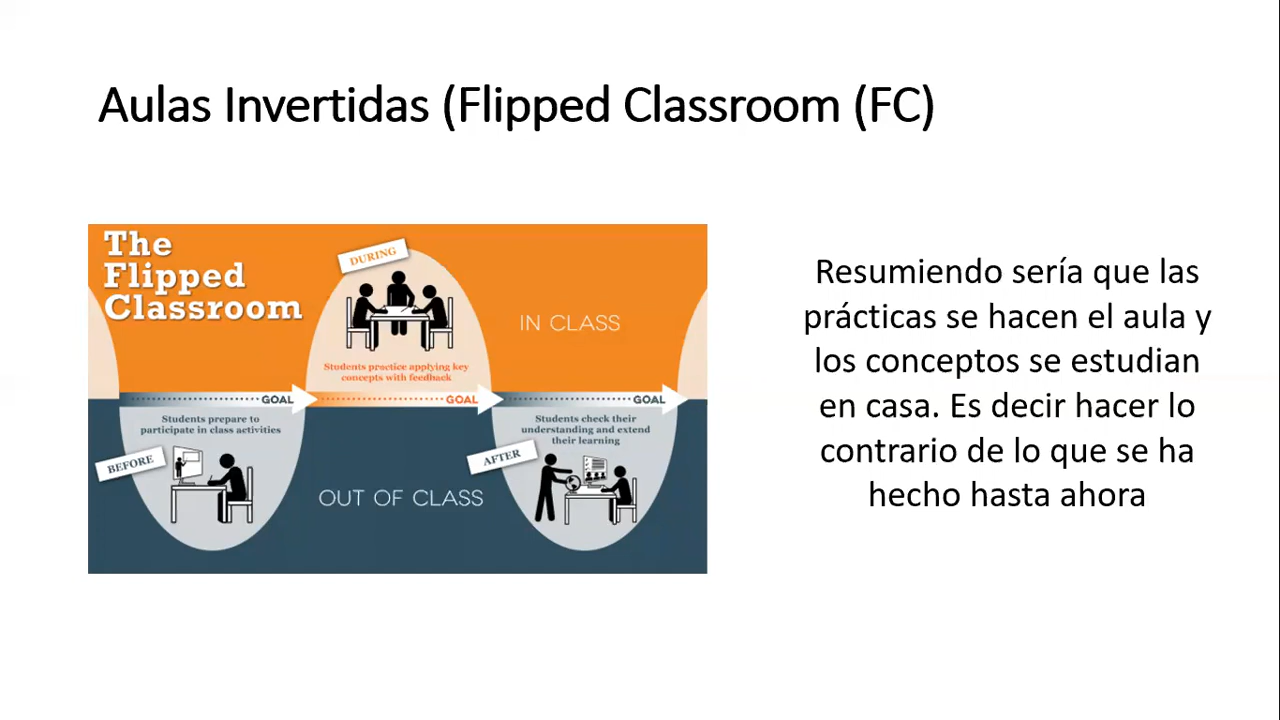 Aulas Invertidas (Flipped Classroom (FC)
The
Flipped
Classroom
DURING
IN CLASS
Students practice applying key
concepts with feedback
GOAL
GOAL
GOAL
Students prepare to
participate in class activities
BEFORE
OUT OF CLASS
Students check their
understanding and extend
their learning
AFTER
Resumiendo sería que las
prácticas se hacen el aula y
los conceptos se estudian
en casa. Es decir hacer lo
contrario de lo que se ha
hecho hasta ahora